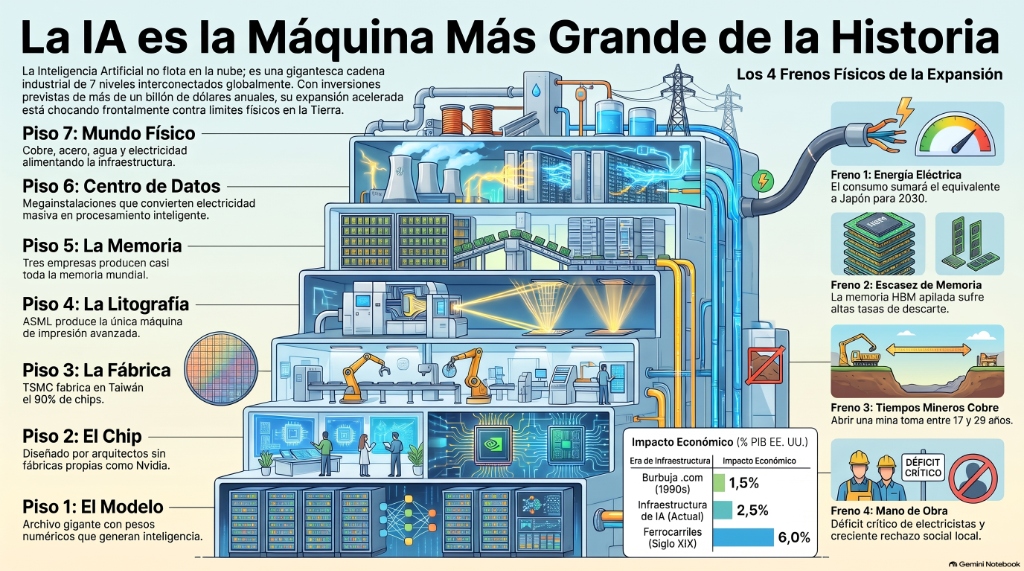 La IA es la Máquina Más Grande de la Historia
La Inteligencia Artificial no flota en la nube; es una gigantesca cadena
industrial de 7 niveles interconectados globalmente. Con inversiones
previstas de más de un billón de dólares anuales, su expansión acelerada
está chocando frontalmente contra límites físicos en la Tierra.
Piso 7: Mundo Físico
Cobre, acero, agua y electricidad
alimentando la infraestructura.
Piso 6: Centro de Datos
Megainstalaciones que convierten electricidad
masiva en procesamiento inteligente.
Piso 5: La Memoria
Tres empresas producen casi
toda la memoria mundial.
Piso 4: La Litografía
ASML produce la única máquina
de impresión avanzada.
Piso 3: La Fábrica
TSMC fabrica en Taiwán
el 90% de chips.
Piso 2: El Chip
Diseñado por arquitectos sin
fábricas propias como Nvidia.
Piso 1: El Modelo
Archivo gigante con pesos
numéricos que generan inteligencia.
Los 4 Frenos Físicos de la Expansión
Freno 1: Energía Eléctrica
El consumo sumará el equivalente
a Japón para 2030.
HBM
Freno 2: Escasez de Memoria
La memoria HBM apilada sufre
altas tasas de descarte.
Freno 3: Tiempos Mineros Cobre
Abrir una mina toma entre 17 y 29 años.
DÉFICIT
CRÍTICO
Freno 4: Mano de Obra
Déficit crítico de electricistas y
creciente rechazo social local.
Impacto Económico (% PIB EE. UU.)
Era de Infraestructura Impacto Económico
Burbuja .com
(1990s)
1,5%
Infraestructura
de IA (Actual)
2,5%
Ferrocarriles
(Siglo XIX)
6,0%
Gemini Notebook